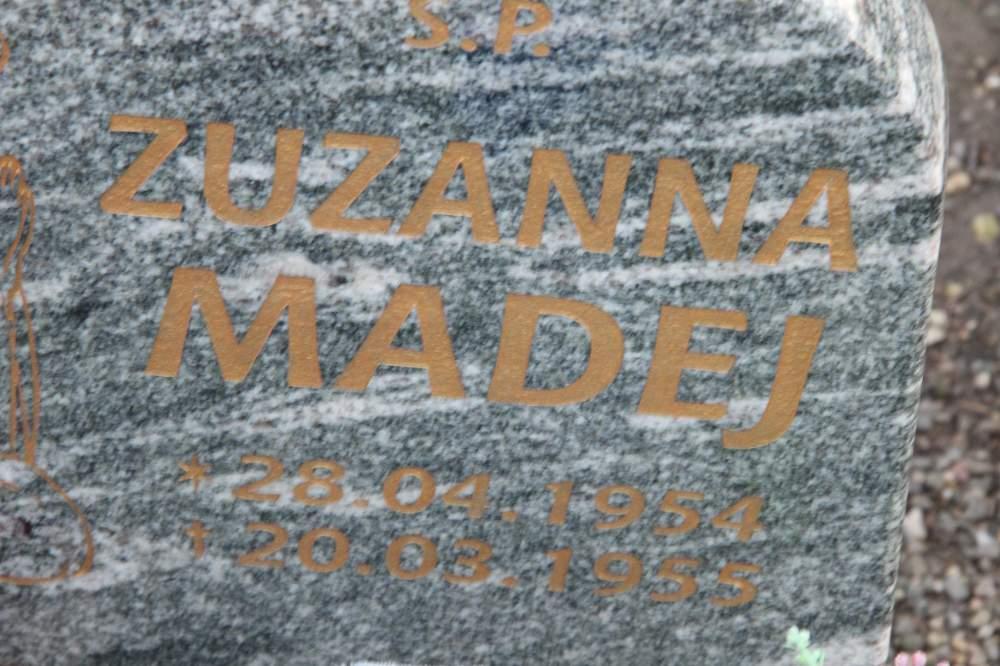 S.P.
ZUZANNA
MADEJ
* 28.04.1954
† 20.03.1955